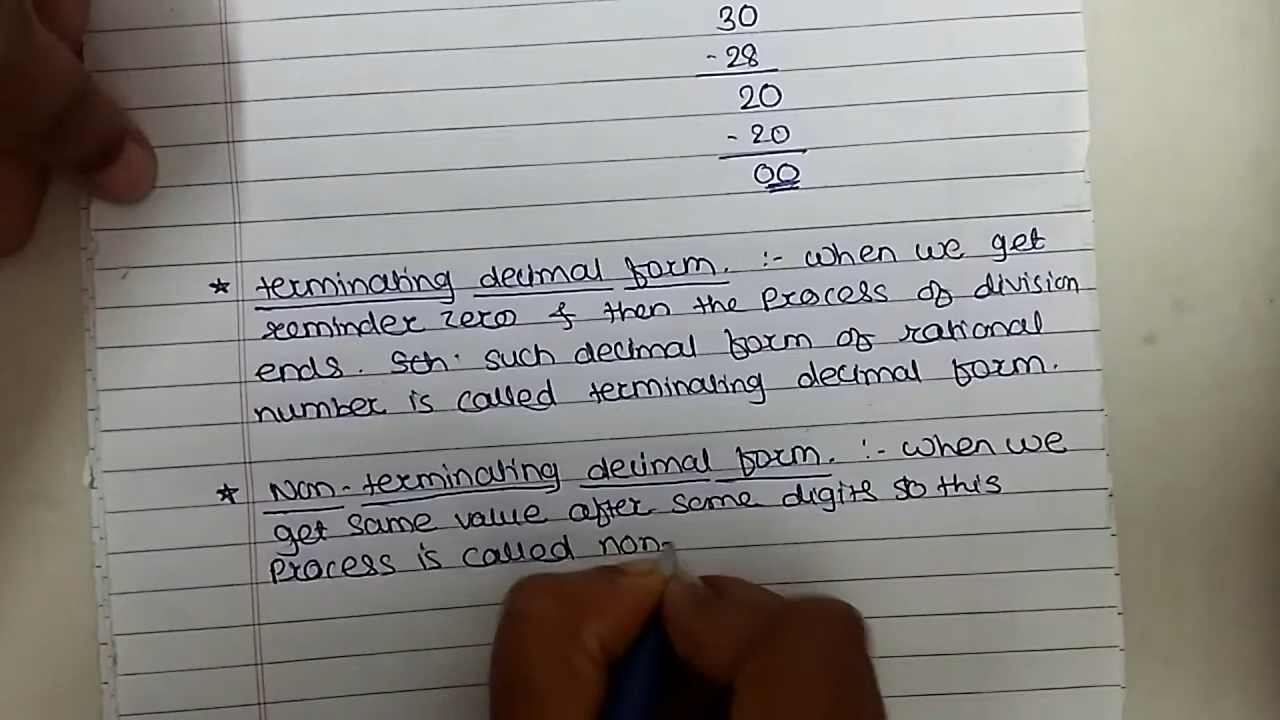 30
- 28
20
- 20
00
* terminating decimal form. :- when we get
remainder zero & then the process of division
ends. Sch. such decimal form of rational
number is called terminating decimal form.
* Non-terminating decimal form. :- when we
get same value after some digits so this
process is called non-